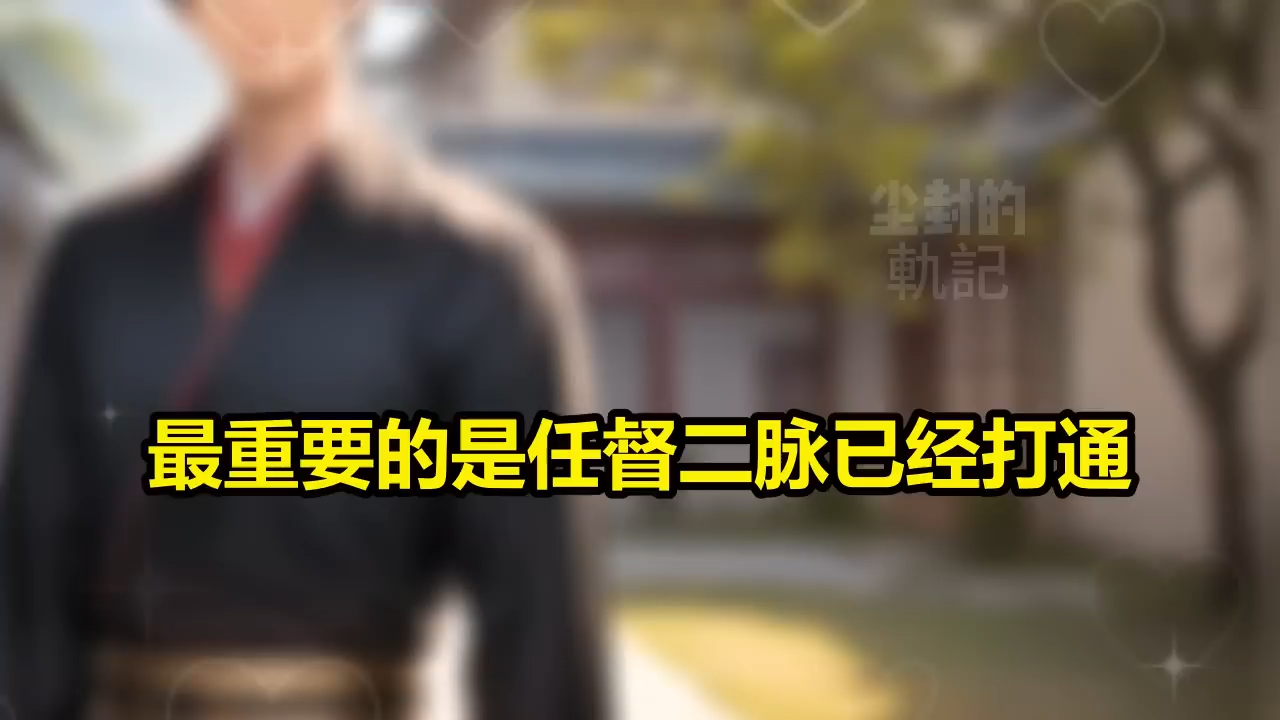 尘封的
軌記
最重要的是任督二脉已经打通